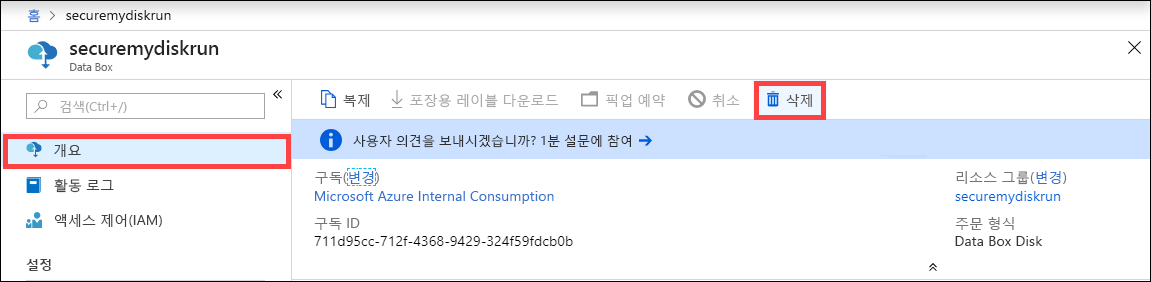 홈 > securemydiskrun
securemydiskrun
Data Box
검색(Ctrl+/)
개요
활동 로그
액세스 제어(IAM)
설정
복제 포장용 레이블 다운로드 픽업 예약 취소 삭제
사용자 의견을 보내시겠습니까? 1분 설문에 참여 →
구독(변경)
Microsoft Azure Internal Consumption
구독 ID
711d95cc-712f-4368-9429-324f59fdcb0b
리소스 그룹(변경)
securemydiskrun
주문 형식
Data Box Disk